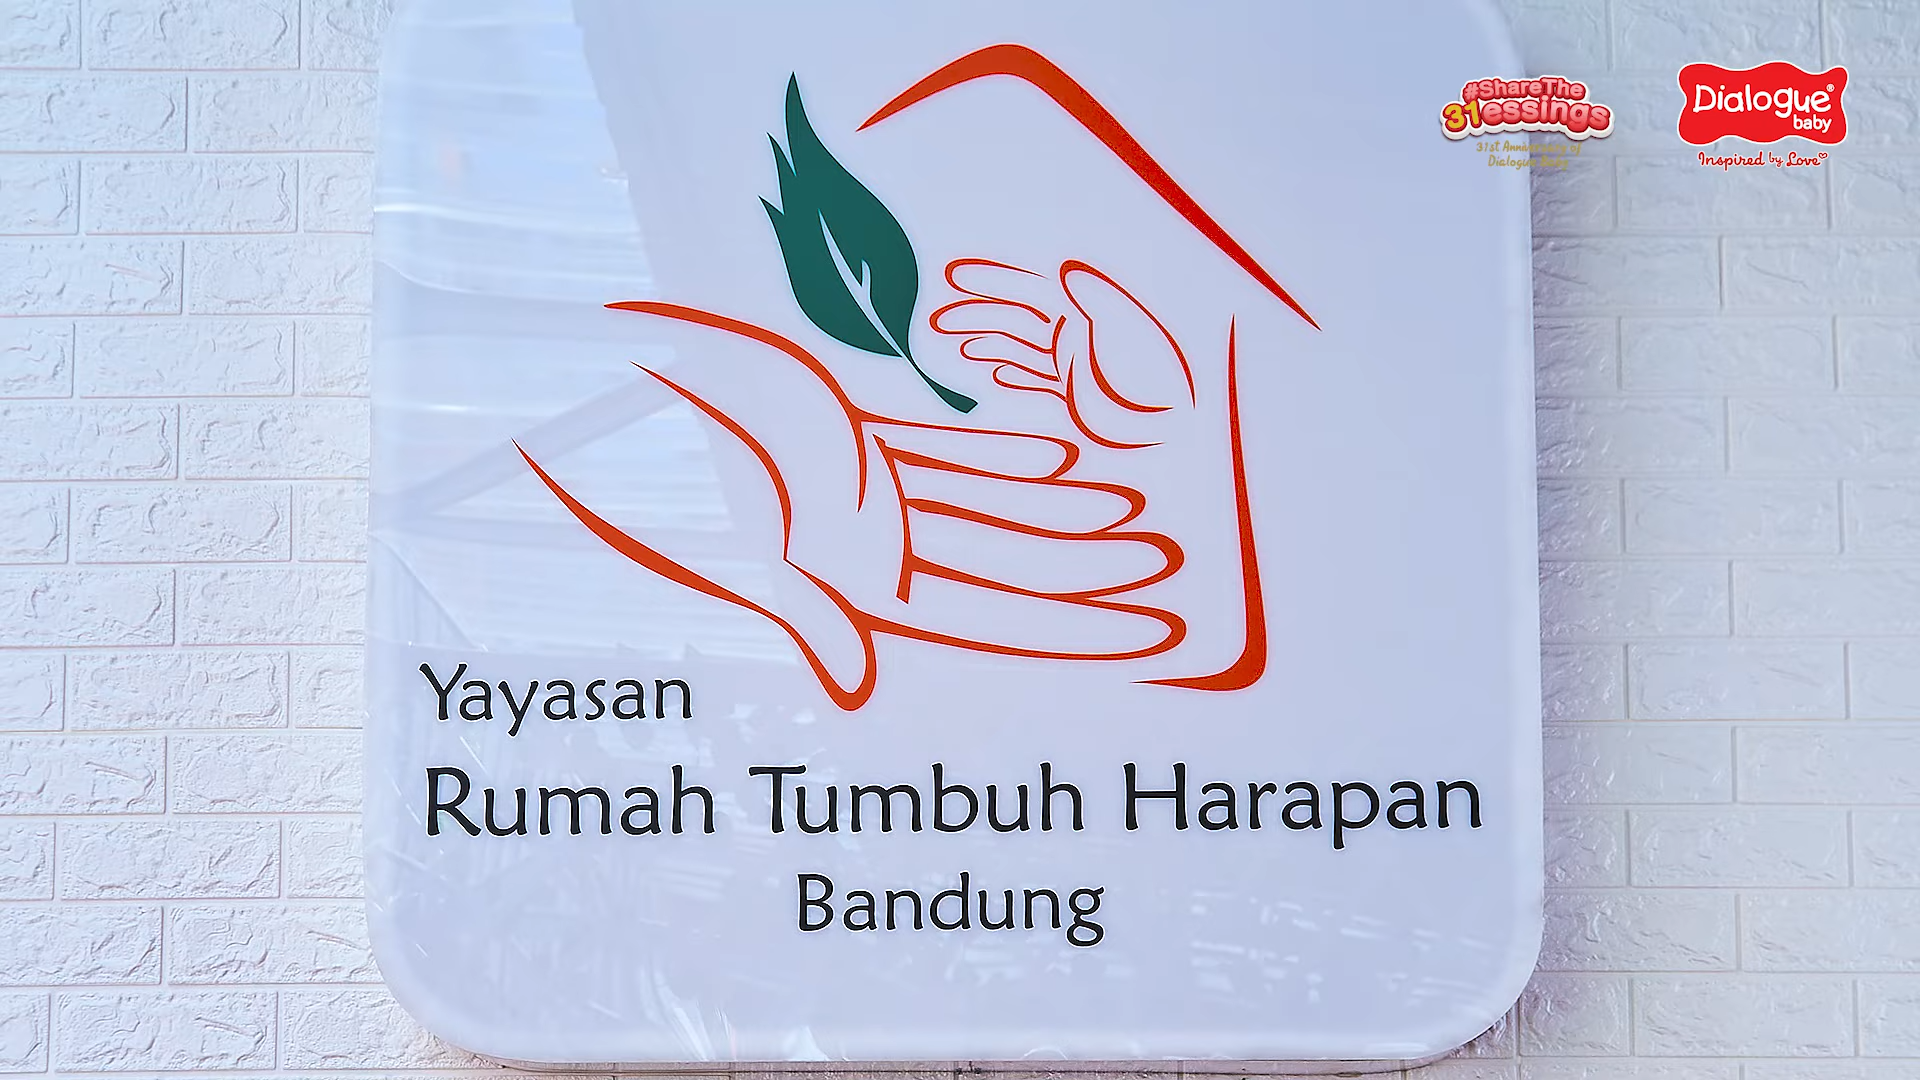 #ShareThe
31essings
31st Anniversary of
Dialogue Baby
Dialogue®
baby
Inspired by Love
Yayasan
Rumah Tumbuh Harapan
Bandung